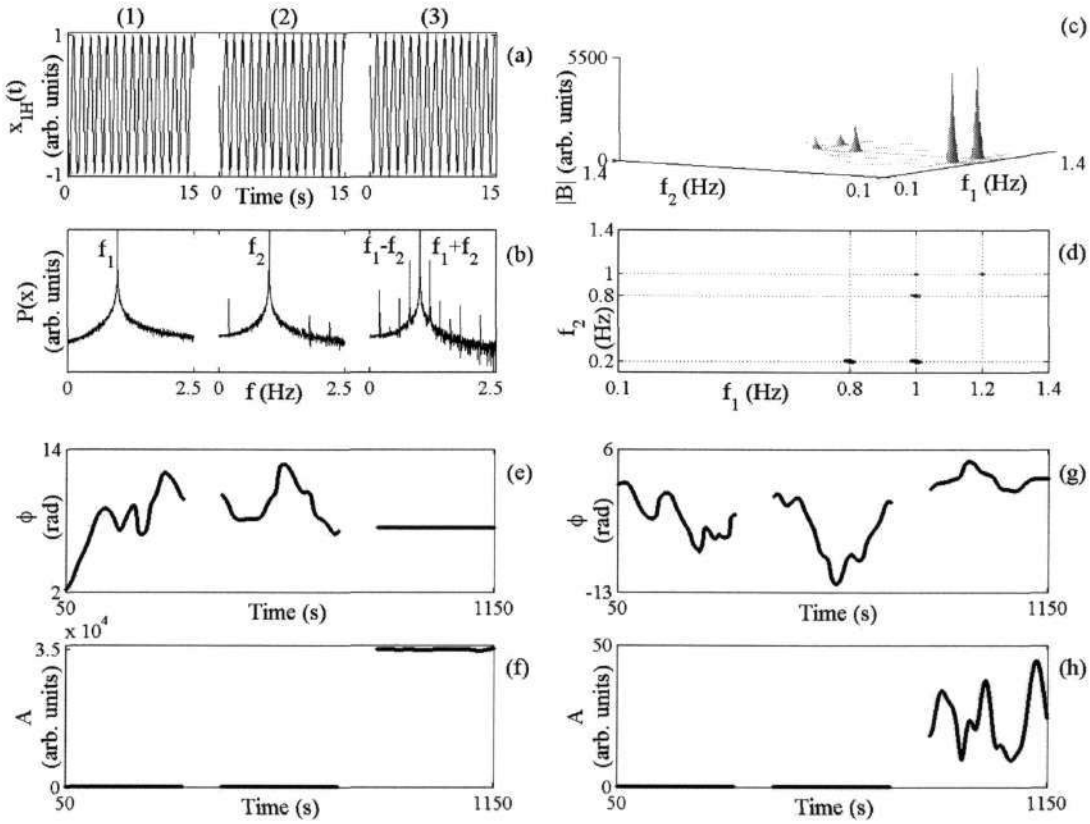 (1) (2) (3)
1
x1H(t)
(arb. units)
-1
0 15 0 Time (s) 15 0 15
(a)
f1 f2 f1-f2 f1+f2
P(x)
(arb. units)
0 2.5 0 f (Hz) 2.5 0 2.5
(b)
(c)
5500
|B| (arb. units)
0
1.4
f2 (Hz)
0.1 0.1
f1 (Hz)
1.4
(d)
1.4
1
0.8
0.2
f2
(Hz)
0.1 f1 (Hz) 0.8 1 1.2 1.4
(e)
14
ϕ
(rad)
2
50 Time (s) 1150
(g)
6
ϕ
(rad)
-13
50 Time (s) 1150
x 10^4
(f)
3.5
A
(arb. units)
0
50 Time (s) 1150
(h)
50
A
(arb. units)
0
50 Time (s) 1150